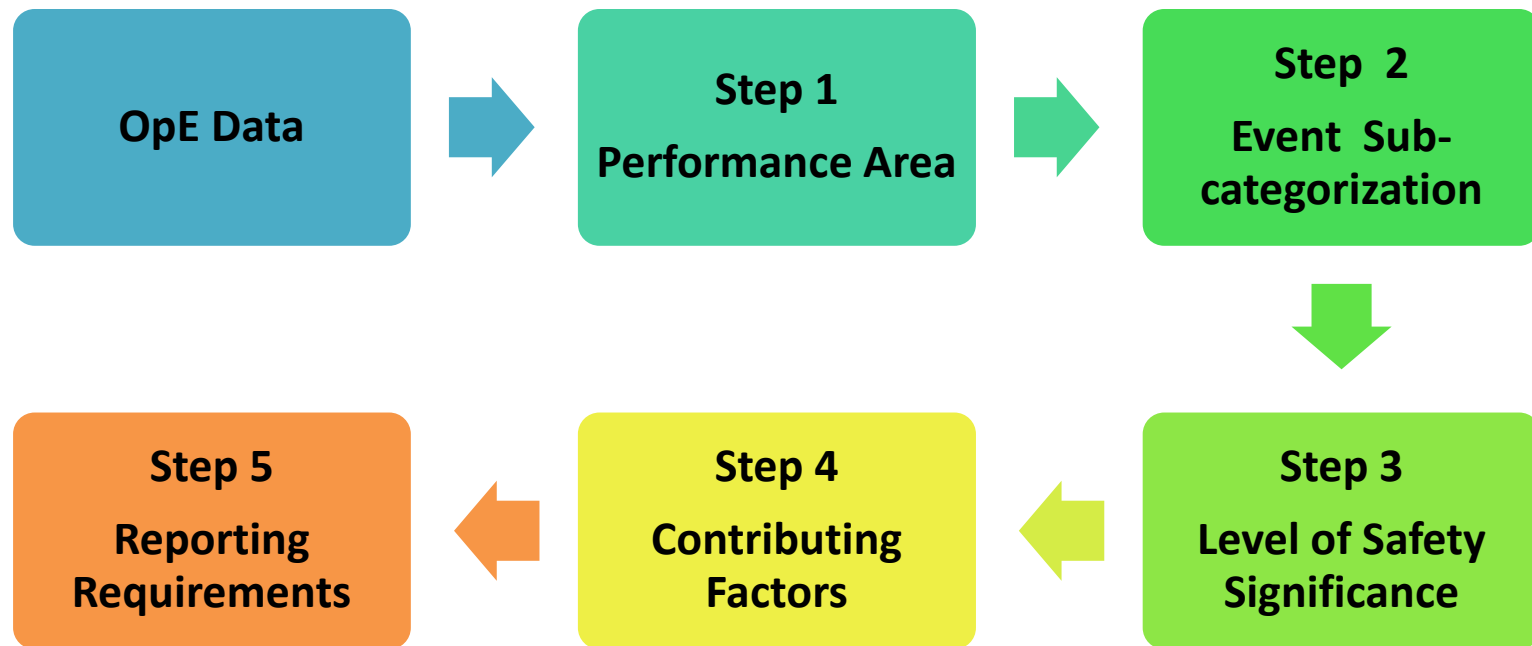 OpE Data
Step 1
Performance Area
Step 2
Event Sub-
categorization
Step 3
Level of Safety
Significance
Step 4
Contributing
Factors
Step 5
Reporting
Requirements